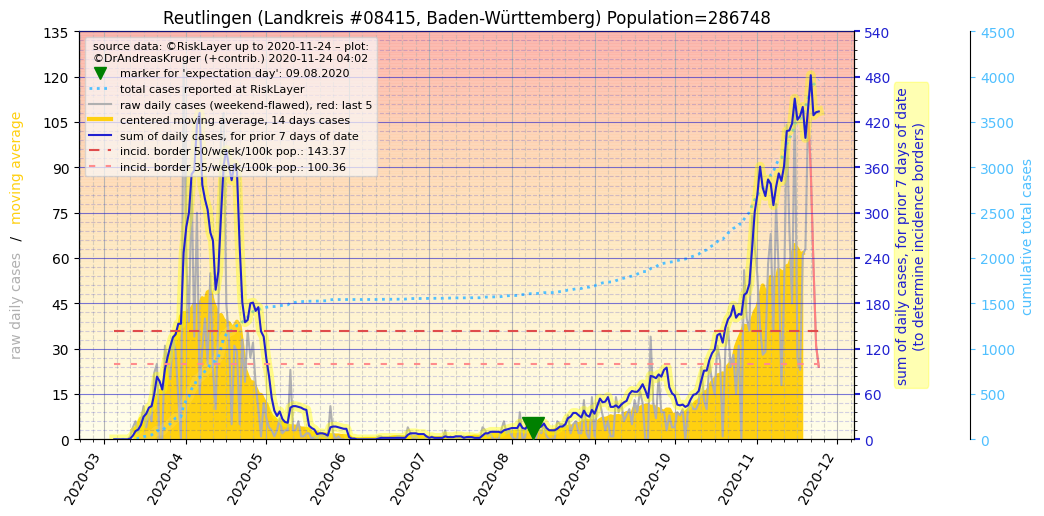 Reutlingen (Landkreis #08415, Baden-Württemberg) Population=286748
source data: ©RiskLayer up to 2020-11-24 – plot:
©DrAndreasKruger (+contrib.) 2020-11-24 04:02
marker for 'expectation day': 09.08.2020
total cases reported at RiskLayer
raw daily cases (weekend-flawed), red: last 5
centered moving average, 14 days cases
sum of daily cases, for prior 7 days of date
incid. border 50/week/100k pop.: 143.37
incid. border 35/week/100k pop.: 100.36
raw daily cases / moving average
135
120
105
90
75
60
45
30
15
0
2020-03
2020-04
2020-05
2020-06
2020-07
2020-08
2020-09
2020-10
2020-11
2020-12
540
480
420
360
300
240
180
120
60
0
sum of daily cases, for prior 7 days of date
(to determine incidence borders)
4500
4000
3500
3000
2500
2000
1500
1000
500
0
cumulative total cases